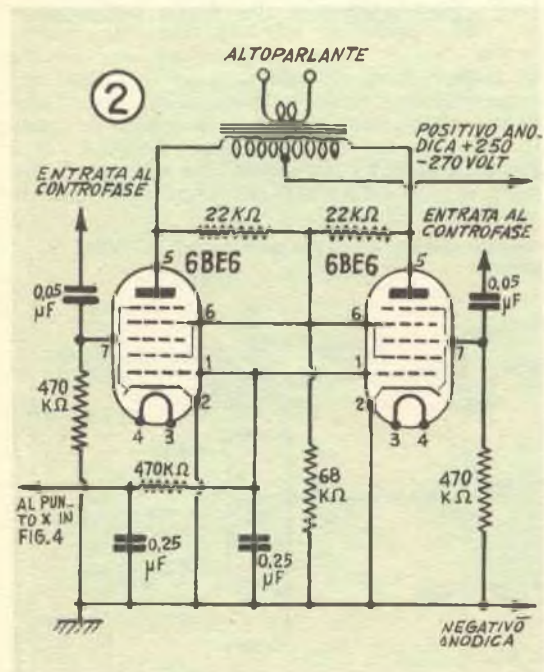 2
ALTOPARLANTE
POSITIVO ANO-
DICA +250
-270 VOLT
ENTRATA AL
CONTROFASE
22KΩ
22KΩ
ENTRATA AL
CONTROFASE
5
6BE6
6BE6
5
0,05
µF
0,05
µF
7
6
6
7
1
1
2
2
4
3
3
4
470
KΩ
470KΩ
68
KΩ
470
KΩ
AL PUN-
TO X IN
FIG.4
0,25
µF
0,25
µF
NEGATIVO
ANODICA